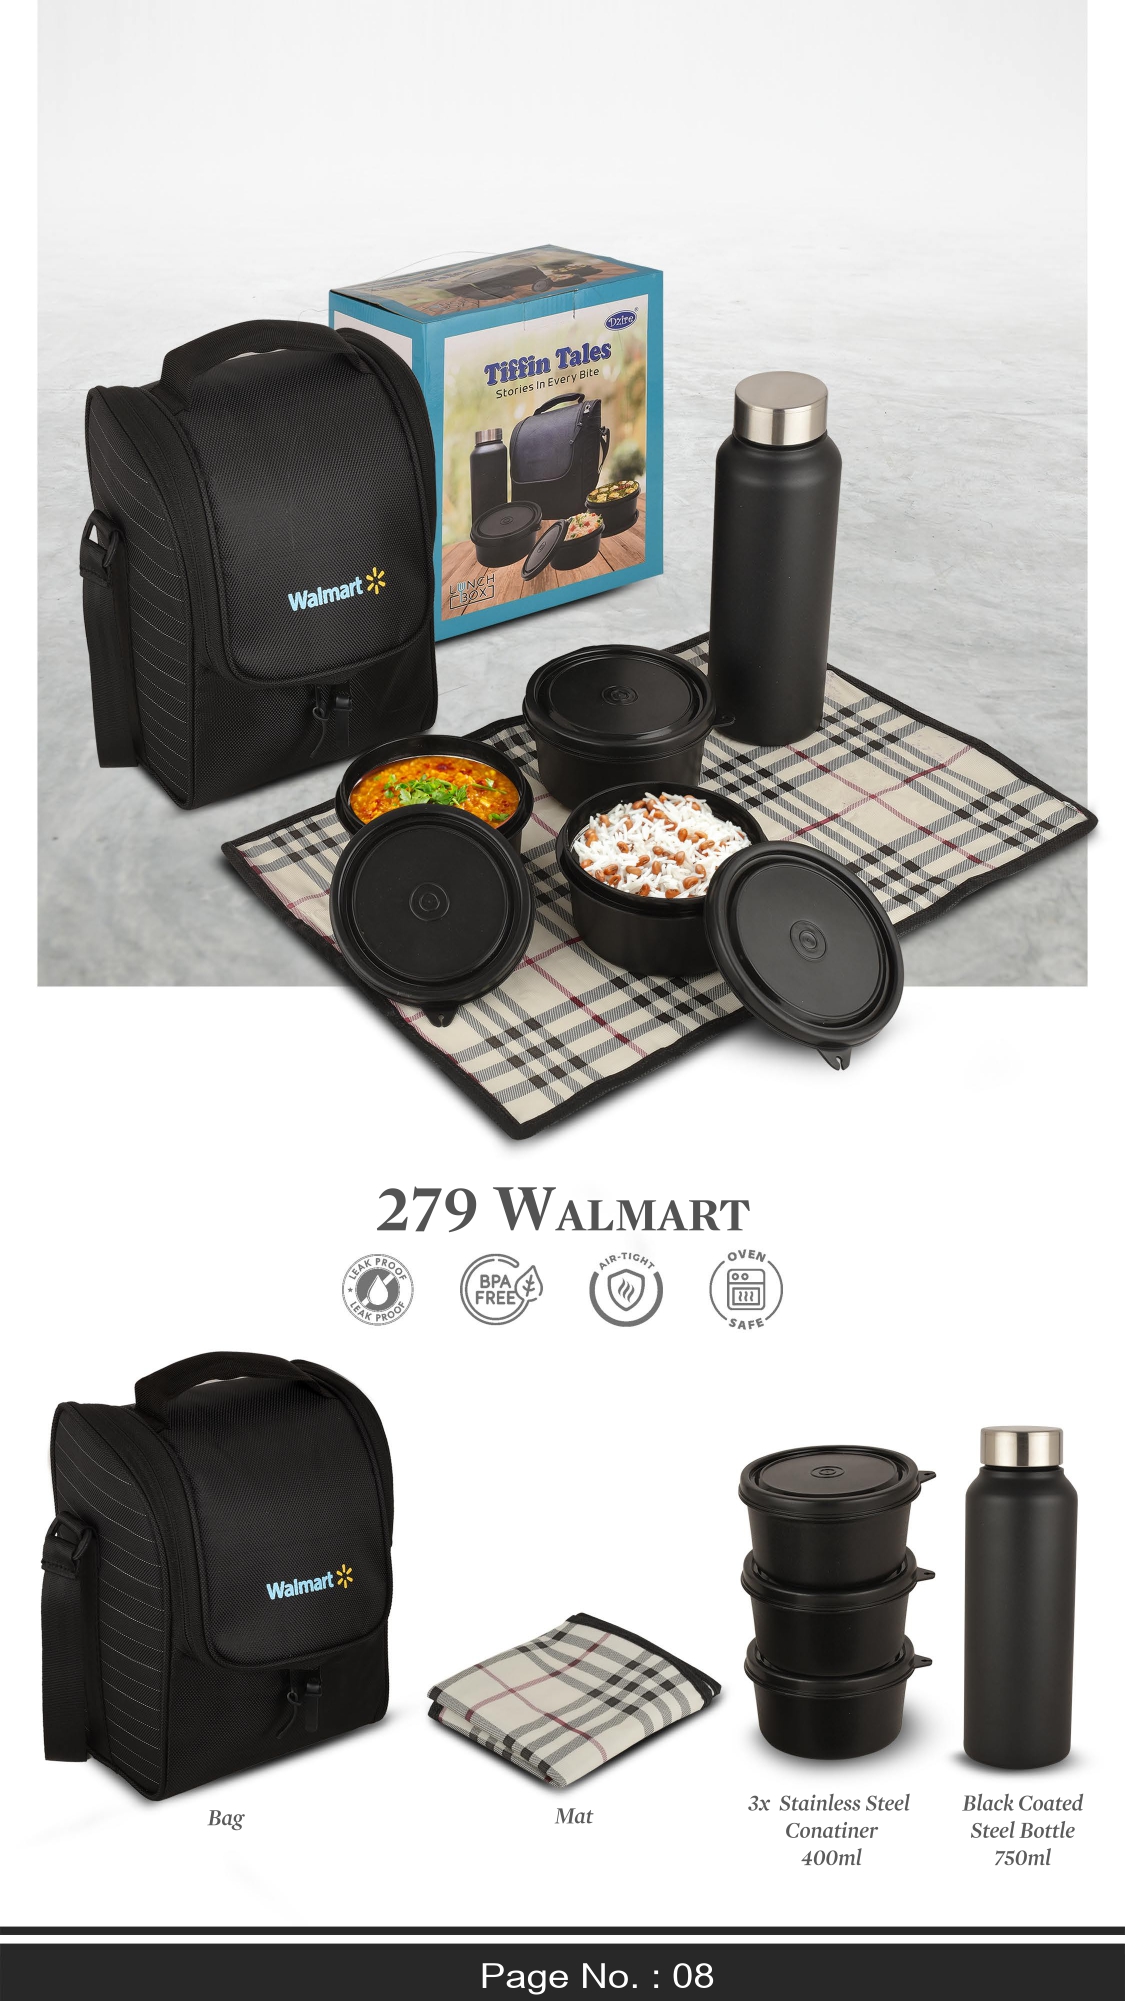 Dzire
Tiffin Tales
Stories In Every Bite
LUNCH
BOX
Walmart
279 WALMART
LEAK PROOF
LEAK PROOF
BPA
FREE
AIR-TIGHT
OVEN
SAFE
Walmart
Bag
Mat
3x Stainless Steel
Conatiner
400ml
Black Coated
Steel Bottle
750ml
Page No. : 08